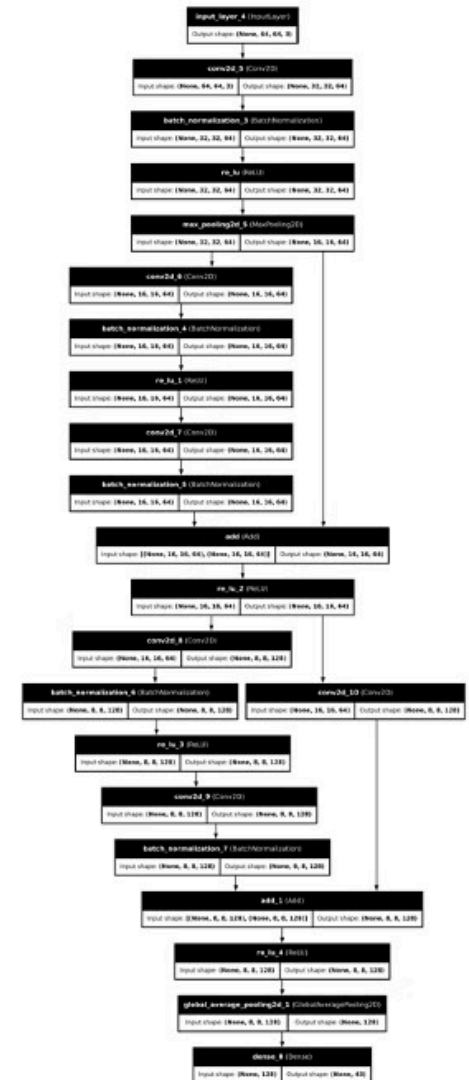 input_layer_4 (InputLayer)
Output shape: (None, 64, 64, 3)
conv2d_5 (Conv2D)
Input shape: (None, 64, 64, 3) Output shape: (None, 32, 32, 64)
batch_normalization_3 (BatchNormalization)
Input shape: (None, 32, 32, 64) Output shape: (None, 32, 32, 64)
re_lu (ReLU)
Input shape: (None, 32, 32, 64) Output shape: (None, 32, 32, 64)
max_pooling2d_5 (MaxPooling2D)
Input shape: (None, 32, 32, 64) Output shape: (None, 16, 16, 64)
conv2d_6 (Conv2D)
Input shape: (None, 16, 16, 64) Output shape: (None, 16, 16, 64)
batch_normalization_4 (BatchNormalization)
Input shape: (None, 16, 16, 64) Output shape: (None, 16, 16, 64)
re_lu_1 (ReLU)
Input shape: (None, 16, 16, 64) Output shape: (None, 16, 16, 64)
conv2d_7 (Conv2D)
Input shape: (None, 16, 16, 64) Output shape: (None, 16, 16, 64)
batch_normalization_5 (BatchNormalization)
Input shape: (None, 16, 16, 64) Output shape: (None, 16, 16, 64)
add (Add)
Input shape: [(None, 16, 16, 64), (None, 16, 16, 64)] Output shape: (None, 16, 16, 64)
re_lu_2 (ReLU)
Input shape: (None, 16, 16, 64) Output shape: (None, 16, 16, 64)
conv2d_8 (Conv2D)
Input shape: (None, 16, 16, 64) Output shape: (None, 8, 8, 128)
batch_normalization_6 (BatchNormalization)
Input shape: (None, 8, 8, 128) Output shape: (None, 8, 8, 128)
conv2d_10 (Conv2D)
Input shape: (None, 16, 16, 64) Output shape: (None, 8, 8, 128)
re_lu_3 (ReLU)
Input shape: (None, 8, 8, 128) Output shape: (None, 8, 8, 128)
conv2d_9 (Conv2D)
Input shape: (None, 8, 8, 128) Output shape: (None, 8, 8, 128)
batch_normalization_7 (BatchNormalization)
Input shape: (None, 8, 8, 128) Output shape: (None, 8, 8, 128)
add_1 (Add)
Input shape: [(None, 8, 8, 128), (None, 8, 8, 128)] Output shape: (None, 8, 8, 128)
re_lu_4 (ReLU)
Input shape: (None, 8, 8, 128) Output shape: (None, 8, 8, 128)
global_average_pooling2d_1 (GlobalAveragePooling2D)
Input shape: (None, 8, 8, 128) Output shape: (None, 128)
dense_8 (Dense)
Input shape: (None, 128) Output shape: (None, 43)